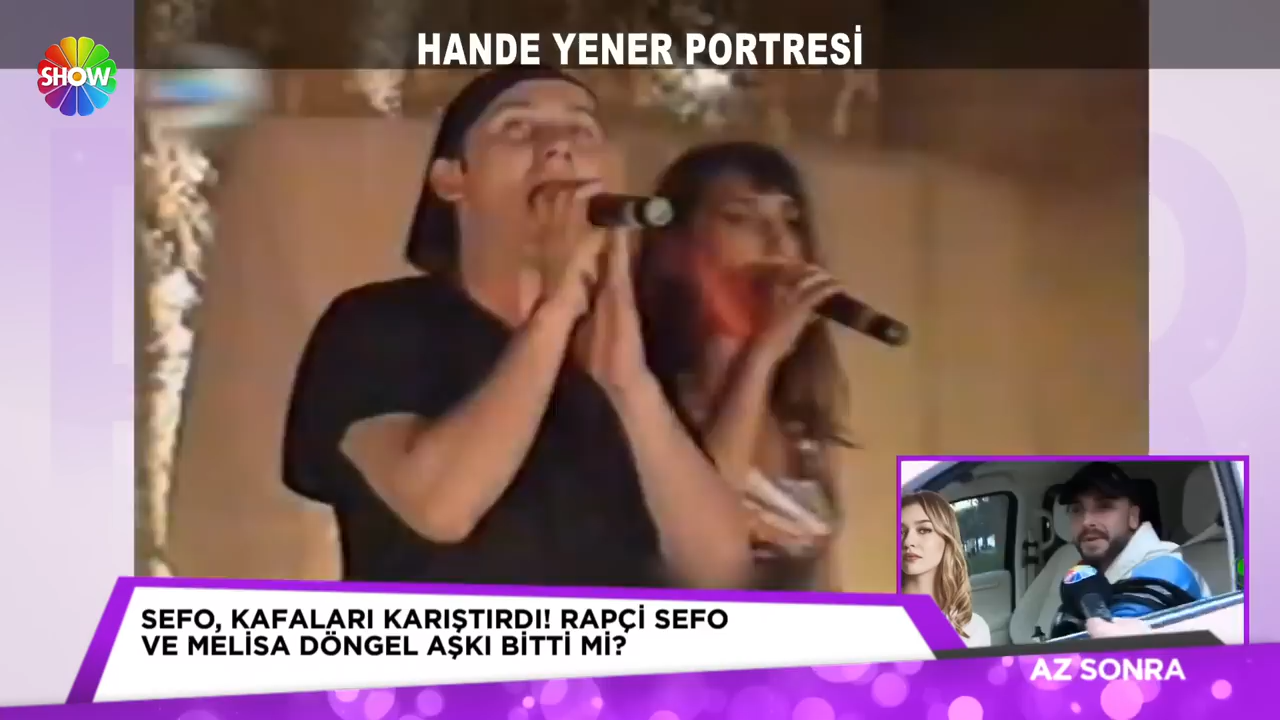 HANDE YENER PORTRESİ
SHOW
SEFO, KAFALARI KARIŞTIRDI! RAPÇİ SEFO
VE MELİSA DÖNGEL AŞKI BİTTİ Mİ?
AZ SONRA